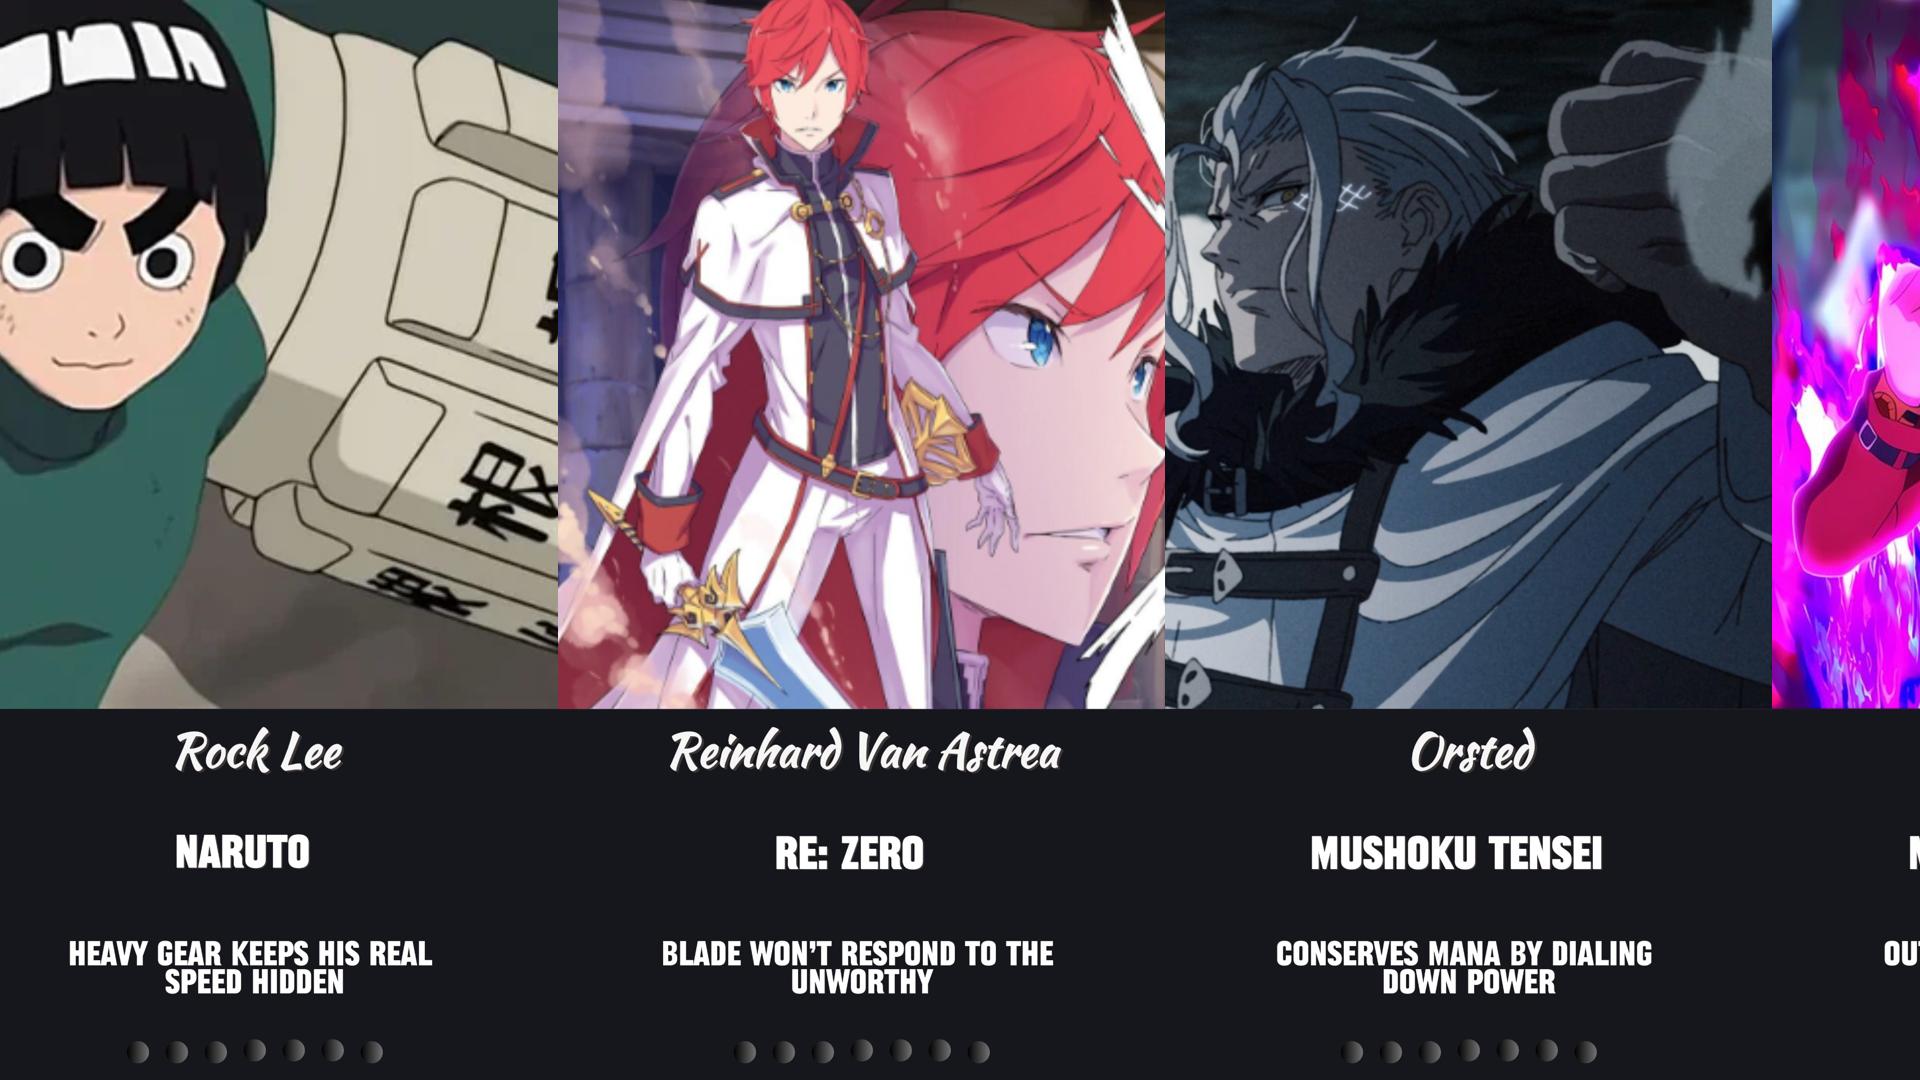 根
Rock Lee
NARUTO
HEAVY GEAR KEEPS HIS REAL
SPEED HIDDEN
Reinhard Van Astrea
RE: ZERO
BLADE WON'T RESPOND TO THE
UNWORTHY
Orsted
MUSHOKU TENSEI
CONSERVES MANA BY DIALING
DOWN POWER